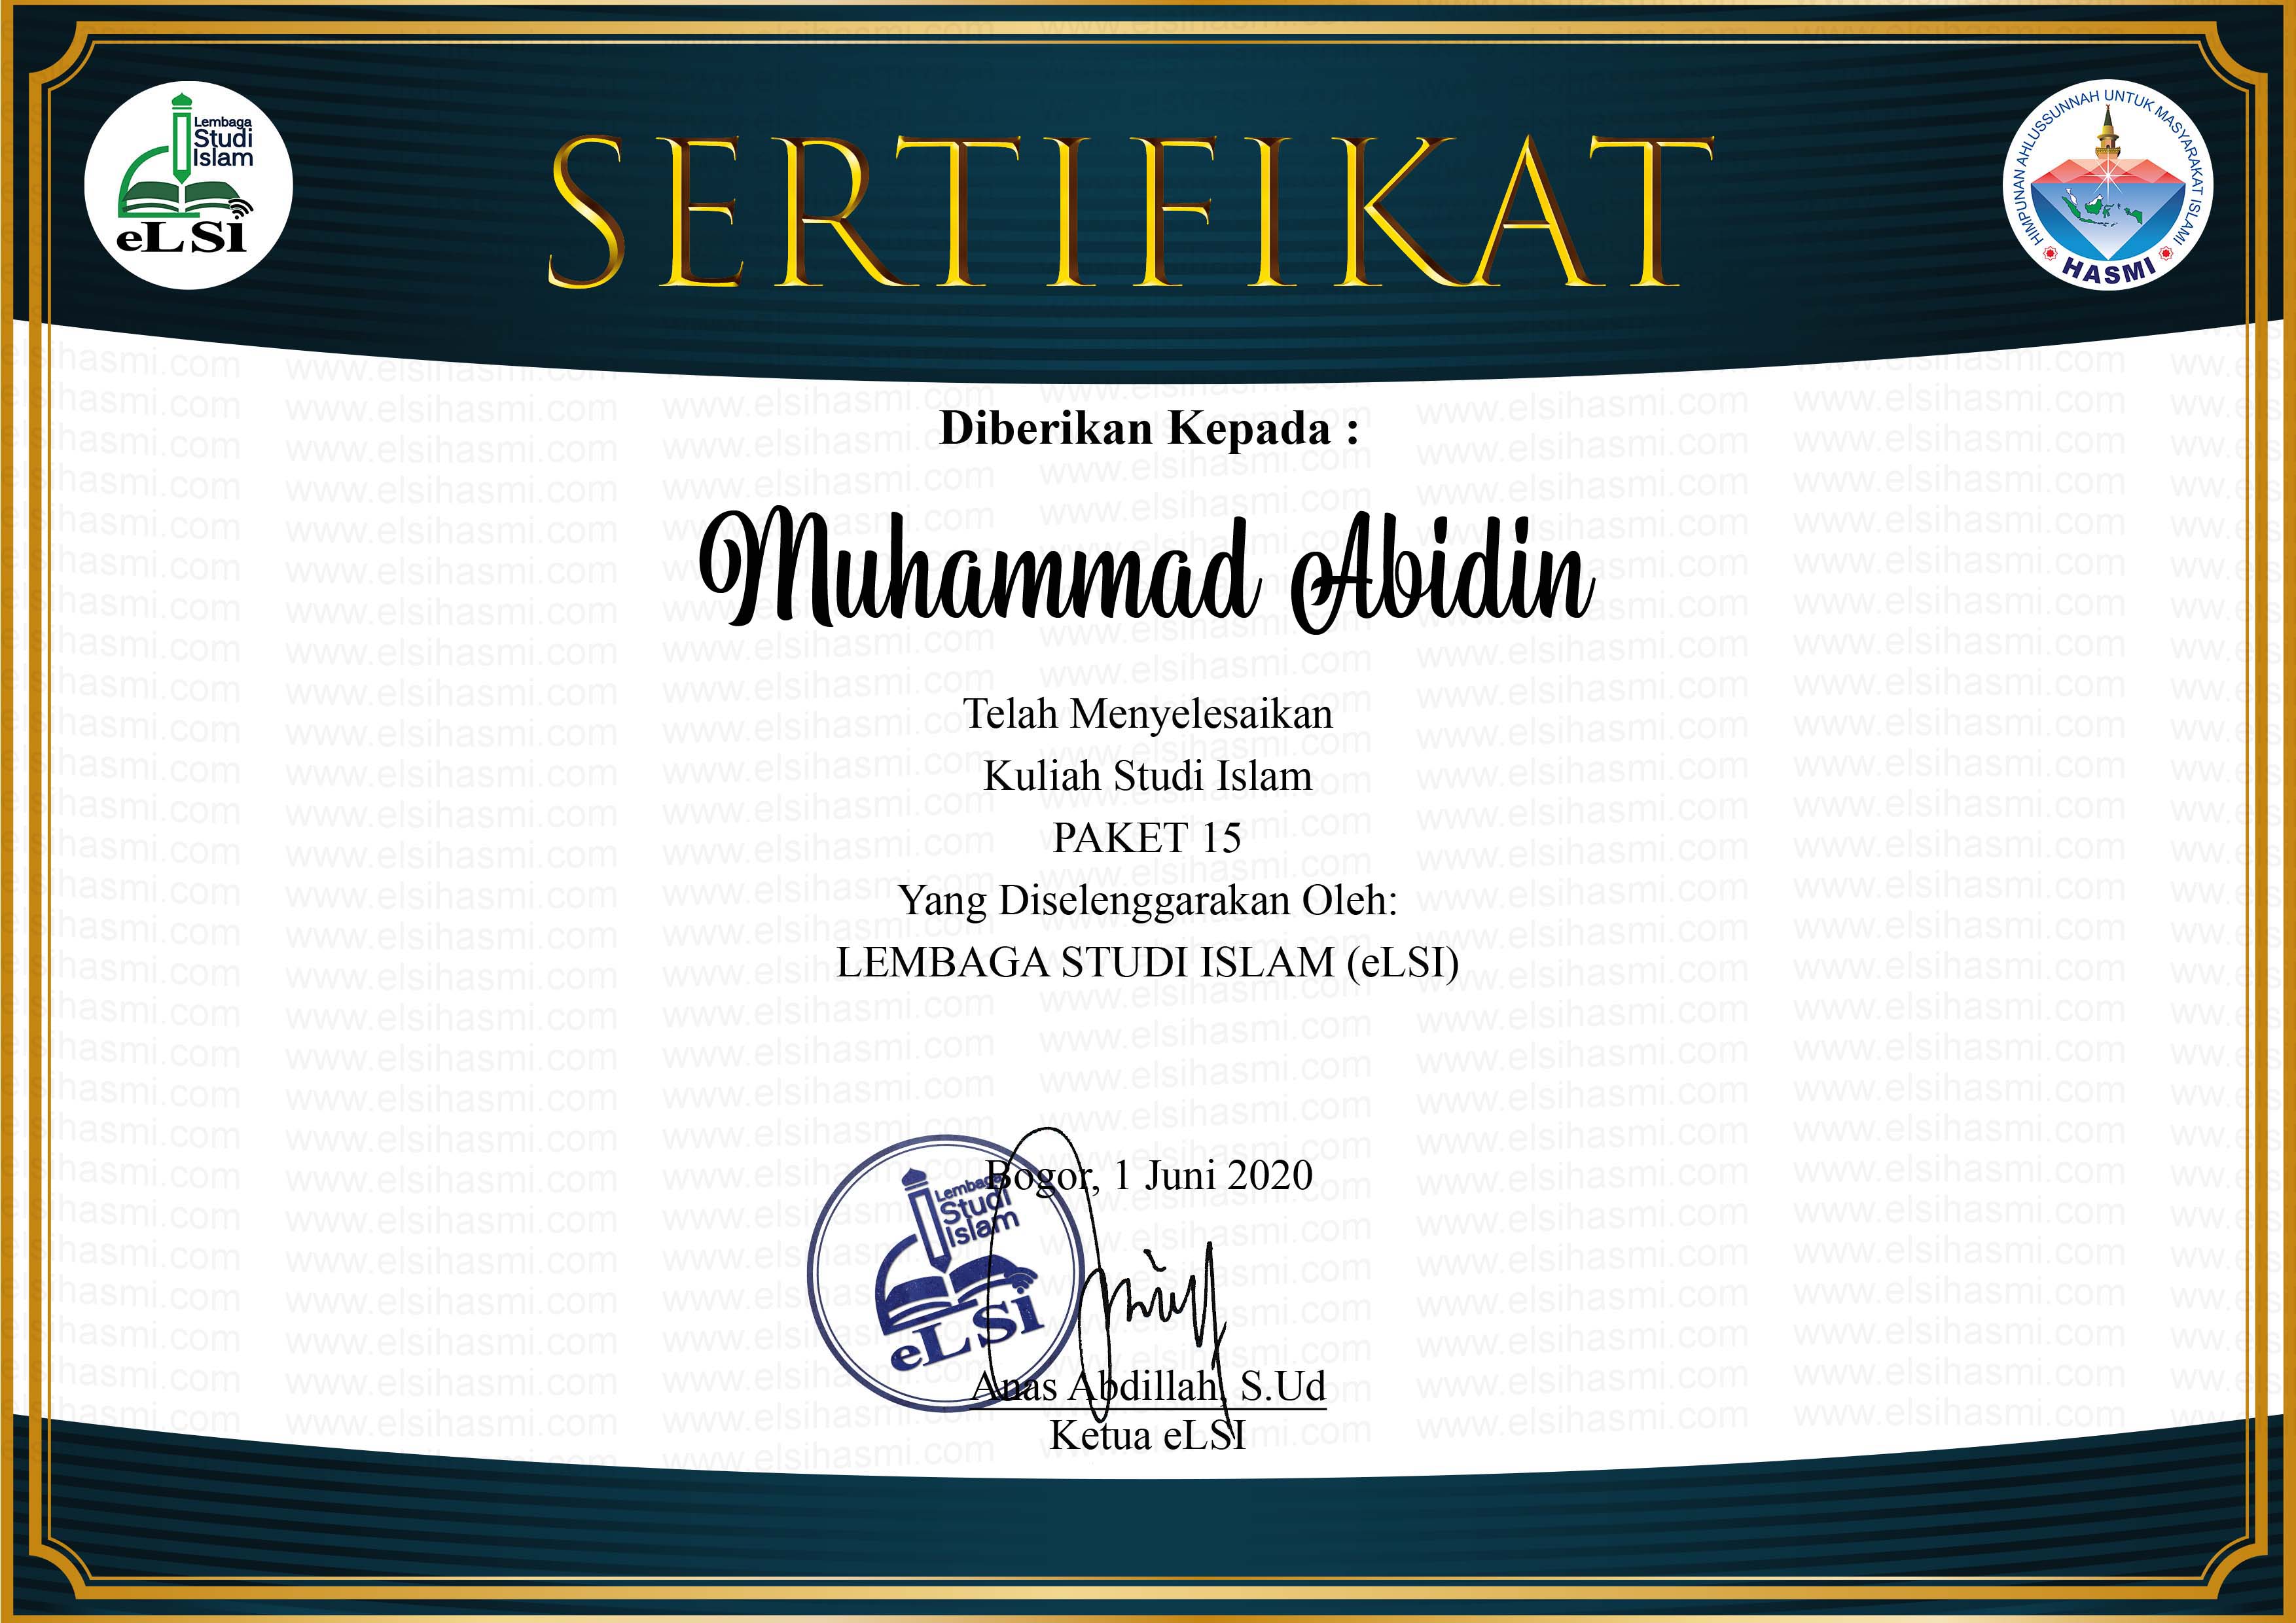 Lembaga
Studi
Islam
eLSi
SERTIFIKAT
HIMPUNAN AHLUSSUNNAH UNTUK MASYARAKAT ISLAMI
HASMI
Diberikan Kepada :
Muhammad Abidin
Telah Menyelesaikan
Kuliah Studi Islam
PAKET 15
Yang Diselenggarakan Oleh:
LEMBAGA STUDI ISLAM (eLSI)
Bogor, 1 Juni 2020
Lembaga
Studi
Islam
eLSi
Anas Abdillah, S.Ud
Ketua eLSI
www.elsihasmi.com